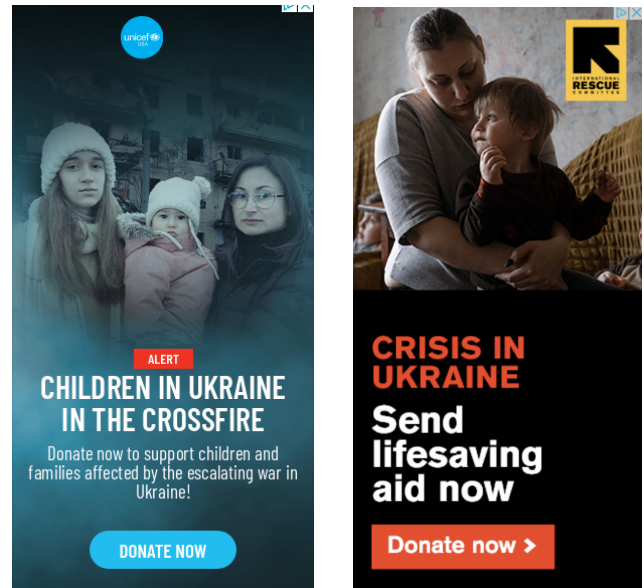 unicef
USA
ALERT
CHILDREN IN UKRAINE
IN THE CROSSFIRE
Donate now to support children and
families affected by the escalating war in
Ukraine!
DONATE NOW
INTERNATIONAL
RESCUE
COMMITTEE
CRISIS IN
UKRAINE
Send
lifesaving
aid now
Donate now >